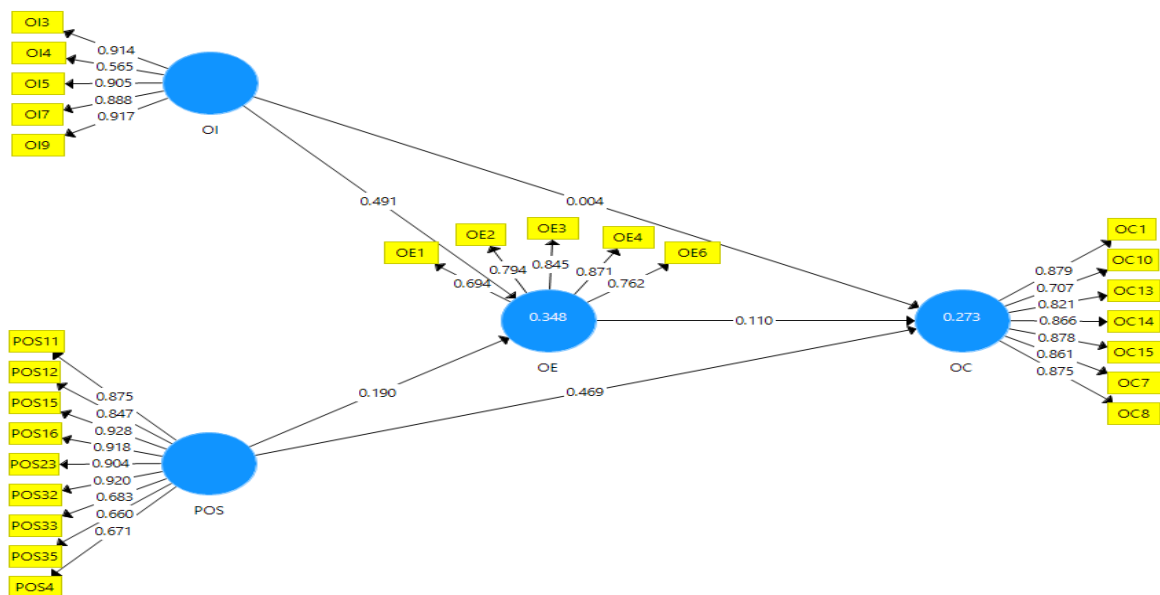 OI3
OI4
OI5
OI7
OI9
0.914
0.565
0.905
0.888
0.917
OI
0.491
0.004
OE1
OE2
OE3
OE4
OE6
0.694
0.794
0.845
0.871
0.762
0.348
OE
0.110
0.190
0.469
POS11
POS12
POS15
POS16
POS23
POS32
POS33
POS35
POS4
0.875
0.847
0.928
0.918
0.904
0.920
0.683
0.660
0.671
POS
0.273
OC
0.879
0.707
0.821
0.866
0.878
0.861
0.875
OC1
OC10
OC13
OC14
OC15
OC7
OC8